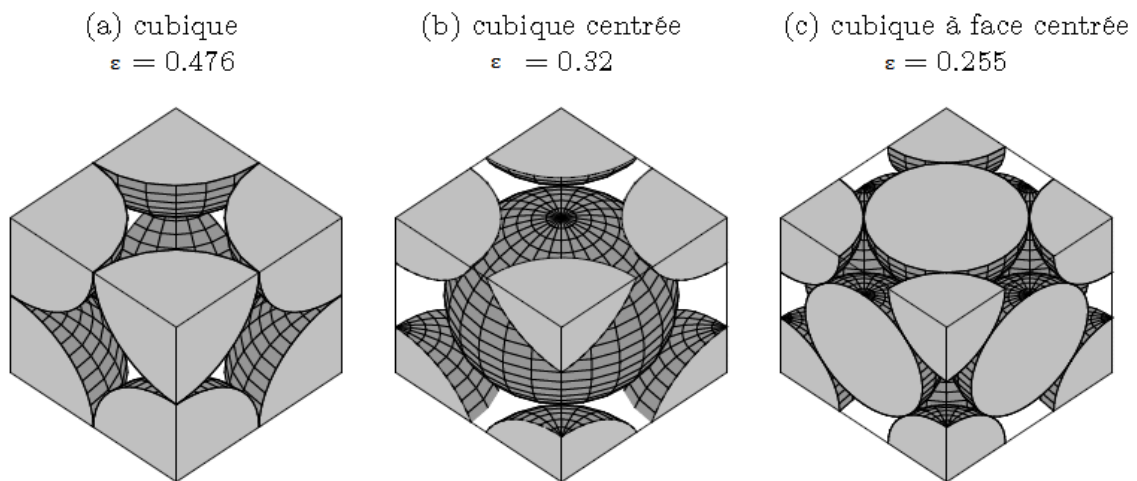 (a) cubique
ε = 0.476
(b) cubique centrée
ε = 0.32
(c) cubique à face centrée
ε = 0.255